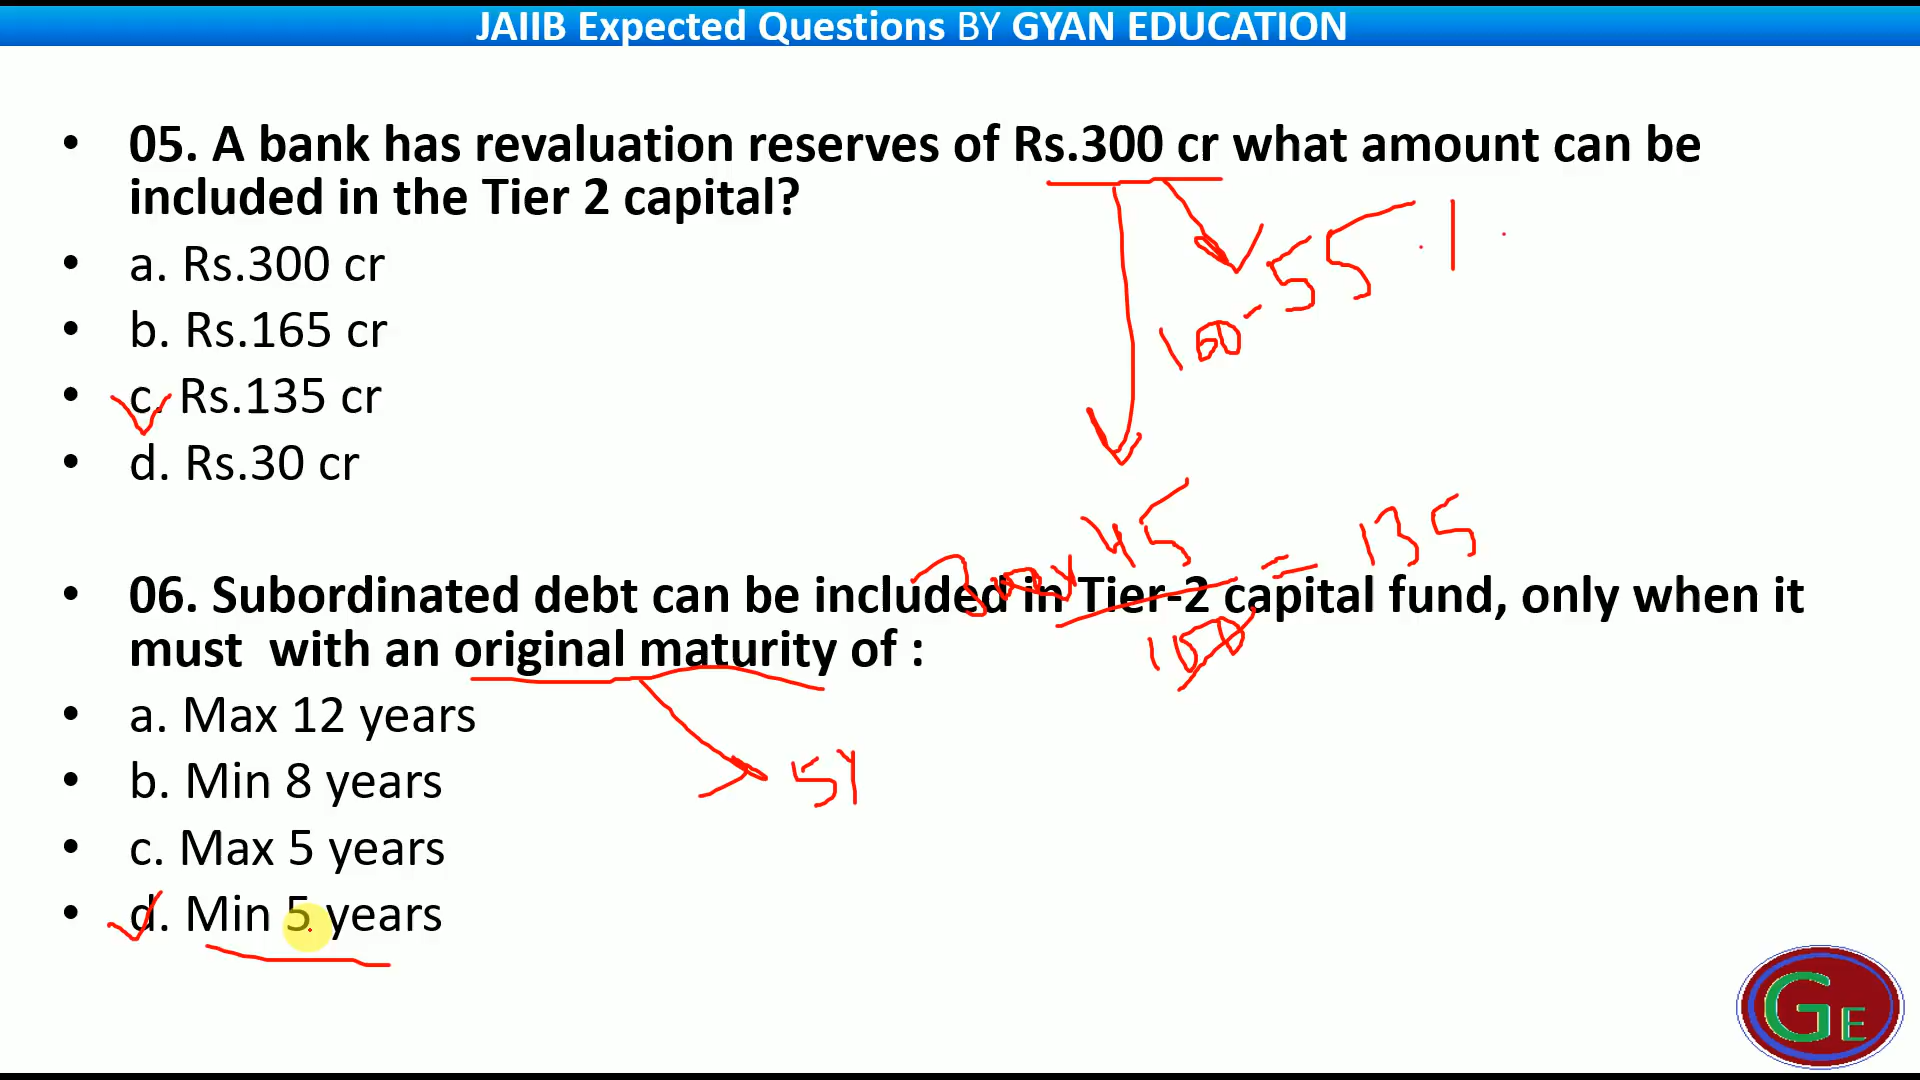 JAIIB Expected Questions BY GYAN EDUCATION
• 05. A bank has revaluation reserves of Rs.300 cr what amount can be
included in the Tier 2 capital?
• a. Rs.300 cr
• b. Rs.165 cr
• c. Rs.135 cr
• d. Rs.30 cr
100-55
300x45
100
= 135
• 06. Subordinated debt can be included in Tier-2 capital fund, only when it
must with an original maturity of :
• a. Max 12 years
• b. Min 8 years
5Y
• c. Max 5 years
• d. Min 5 years
GE